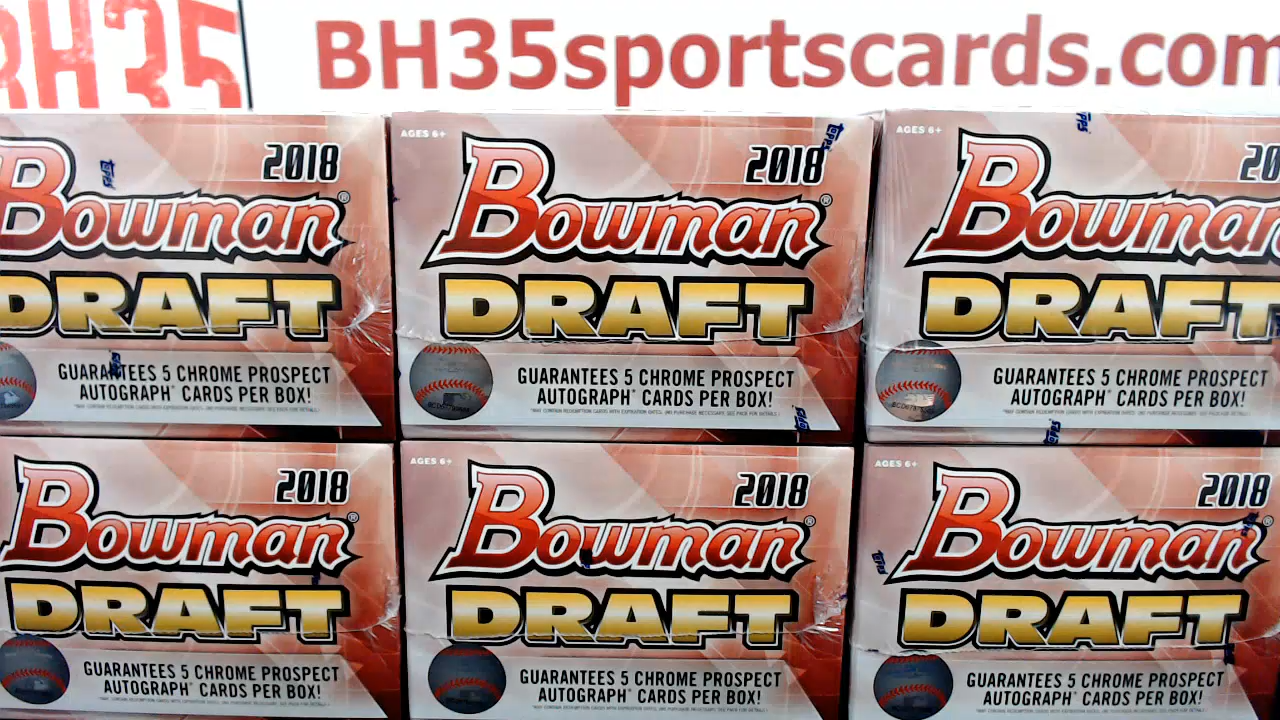 BH35
BH35sportscards.com
2018
Bowman®
DRAFT
GUARANTEES 5 CHROME PROSPECT
AUTOGRAPH* CARDS PER BOX!
AGES 6+
2018
Bowman®
DRAFT
GUARANTEES 5 CHROME PROSPECT
AUTOGRAPH* CARDS PER BOX!
AGES 6+
20
Bowman
DRAFT
GUARANTEES 5 CHROME PROSPECT
AUTOGRAPH* CARDS PER BOX!
2018
Bowman®
DRAFT
GUARANTEES 5 CHROME PROSPECT
AUTOGRAPH* CARDS PER BOX!
AGES 6+
2018
Bowman®
DRAFT
GUARANTEES 5 CHROME PROSPECT
AUTOGRAPH* CARDS PER BOX!
AGES 6+
2018
Bowman®
DRAFT
GUARANTEES 5 CHROME PROSPECT
AUTOGRAPH* CARDS PER BOX!